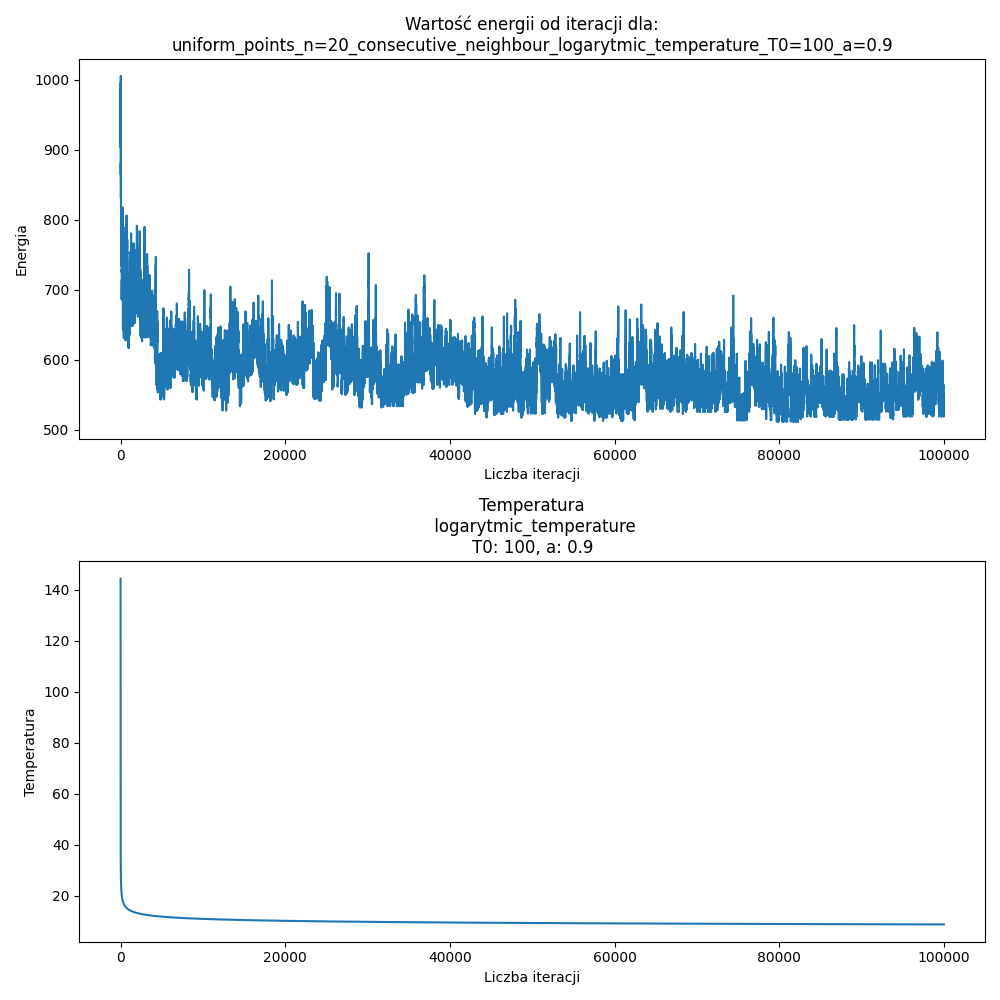 Wartość energii od iteracji dla:
uniform_points_n=20_consecutive_neighbour_logarytmic_temperature_T0=100_a=0.9
1000
900
800
700
600
500
Energia
0 20000 40000 60000 80000 100000
Liczba iteracji
Temperatura
logarytmic_temperature
T0: 100, a: 0.9
140
120
100
80
60
40
20
Temperatura
0 20000 40000 60000 80000 100000
Liczba iteracji